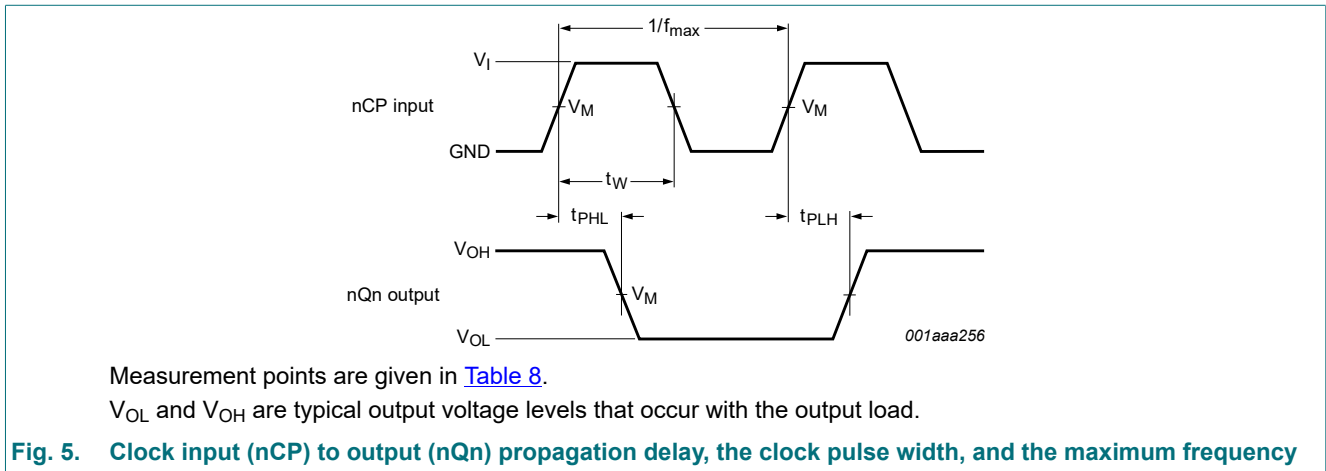 1/fmax
VI
nCP input
VM
VM
GND
tW
tPHL
tPLH
VOH
nQn output
VM
VOL
001aaa256
Measurement points are given in Table 8.
VOL and VOH are typical output voltage levels that occur with the output load.
Fig. 5. Clock input (nCP) to output (nQn) propagation delay, the clock pulse width, and the maximum frequency